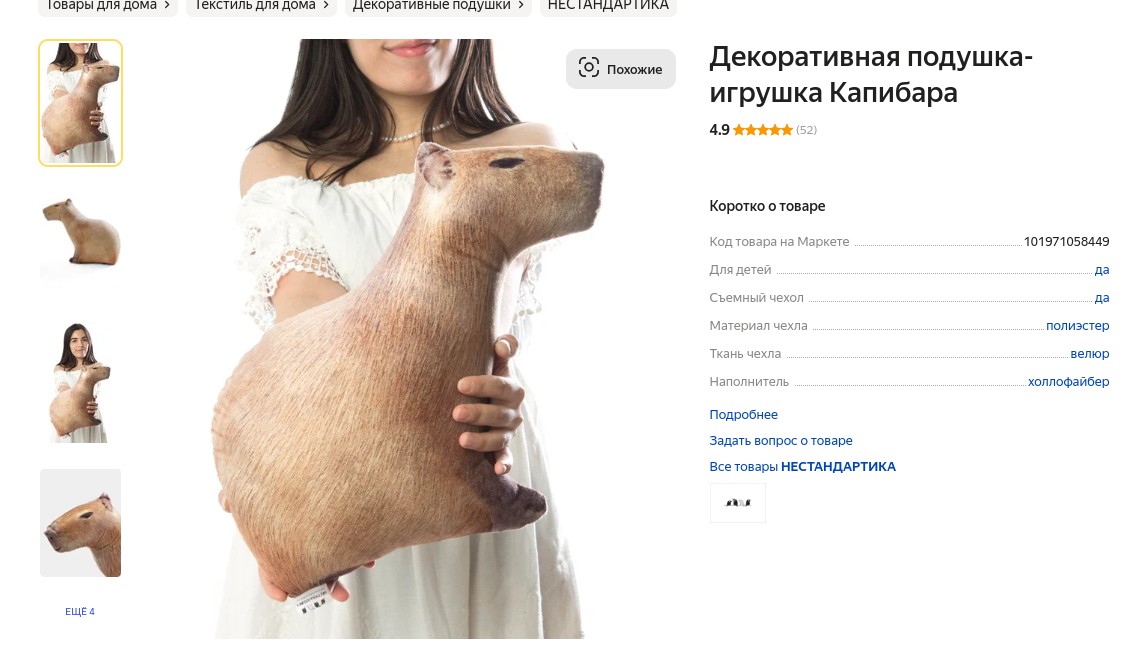 Товары для дома
Текстиль для дома
Декоративные подушки
НЕСТАНДАРТИКА
Похожие
ЕЩЁ 4
Декоративная подушка-
игрушка Капибара
4.9 (52)
Коротко о товаре
Код товара на Маркете 101971058449
Для детей да
Съемный чехол да
Материал чехла полиэстер
Ткань чехла велюр
Наполнитель холлофайбер
Подробнее
Задать вопрос о товаре
Все товары НЕСТАНДАРТИКА